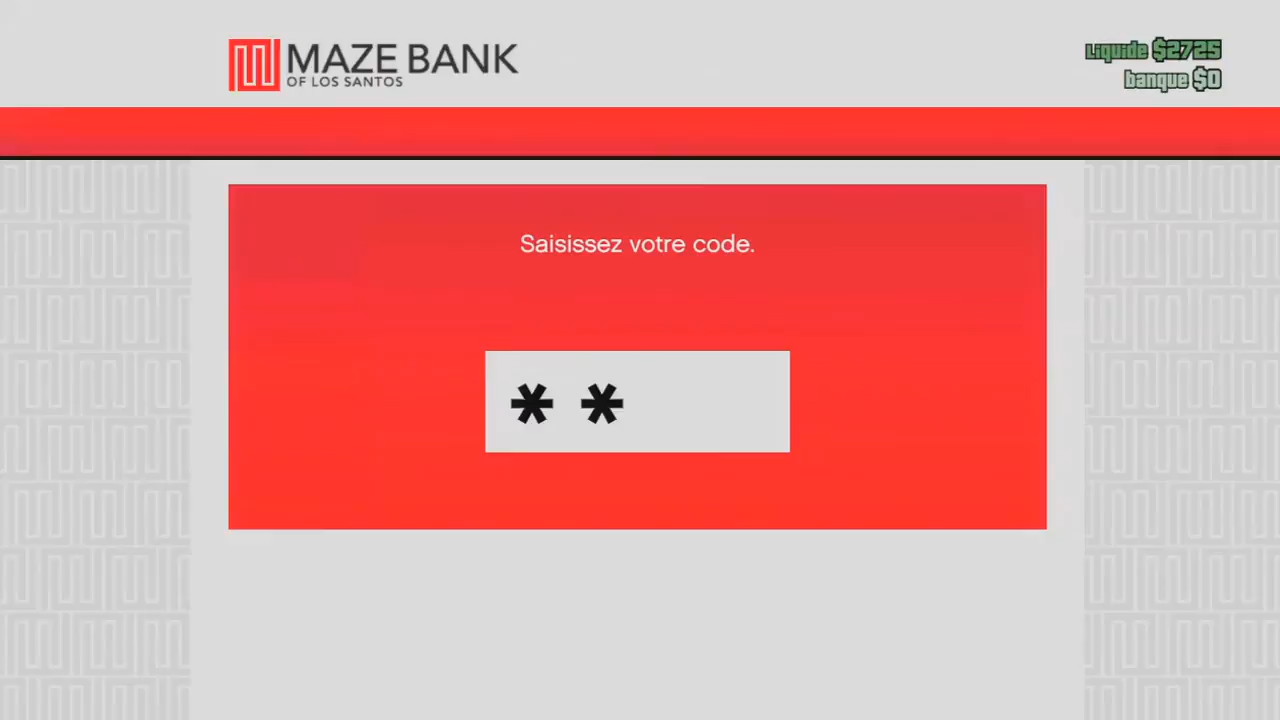 MAZE BANK
OF LOS SANTOS
Liquide $2725
banque $0
Saisissez votre code.
* *